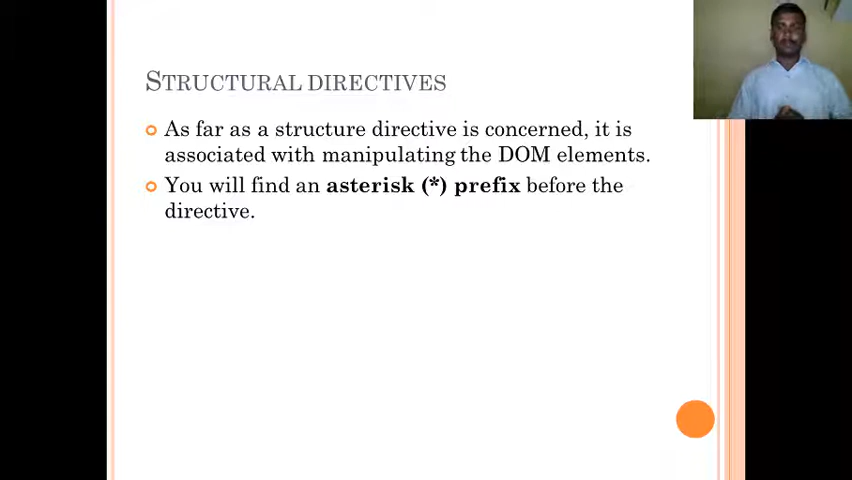 STRUCTURAL DIRECTIVES
As far as a structure directive is concerned, it is
associated with manipulating the DOM elements.
You will find an asterisk (*) prefix before the
directive.